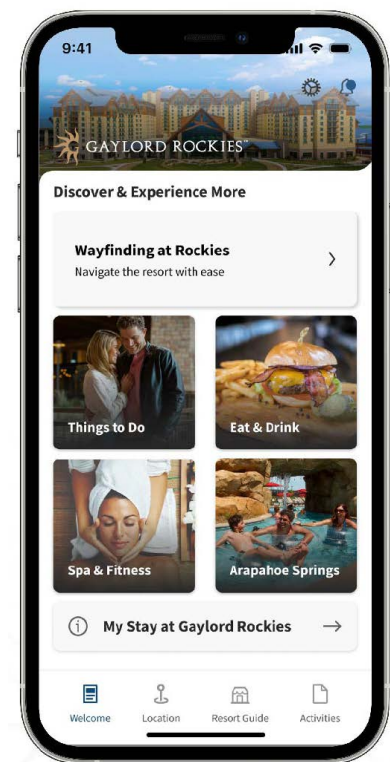 9:41
GAYLORD ROCKIES™
Discover & Experience More
Wayfinding at Rockies
Navigate the resort with ease
Things to Do
Eat & Drink
Spa & Fitness
Arapahoe Springs
My Stay at Gaylord Rockies
Welcome
Location
Resort Guide
Activities